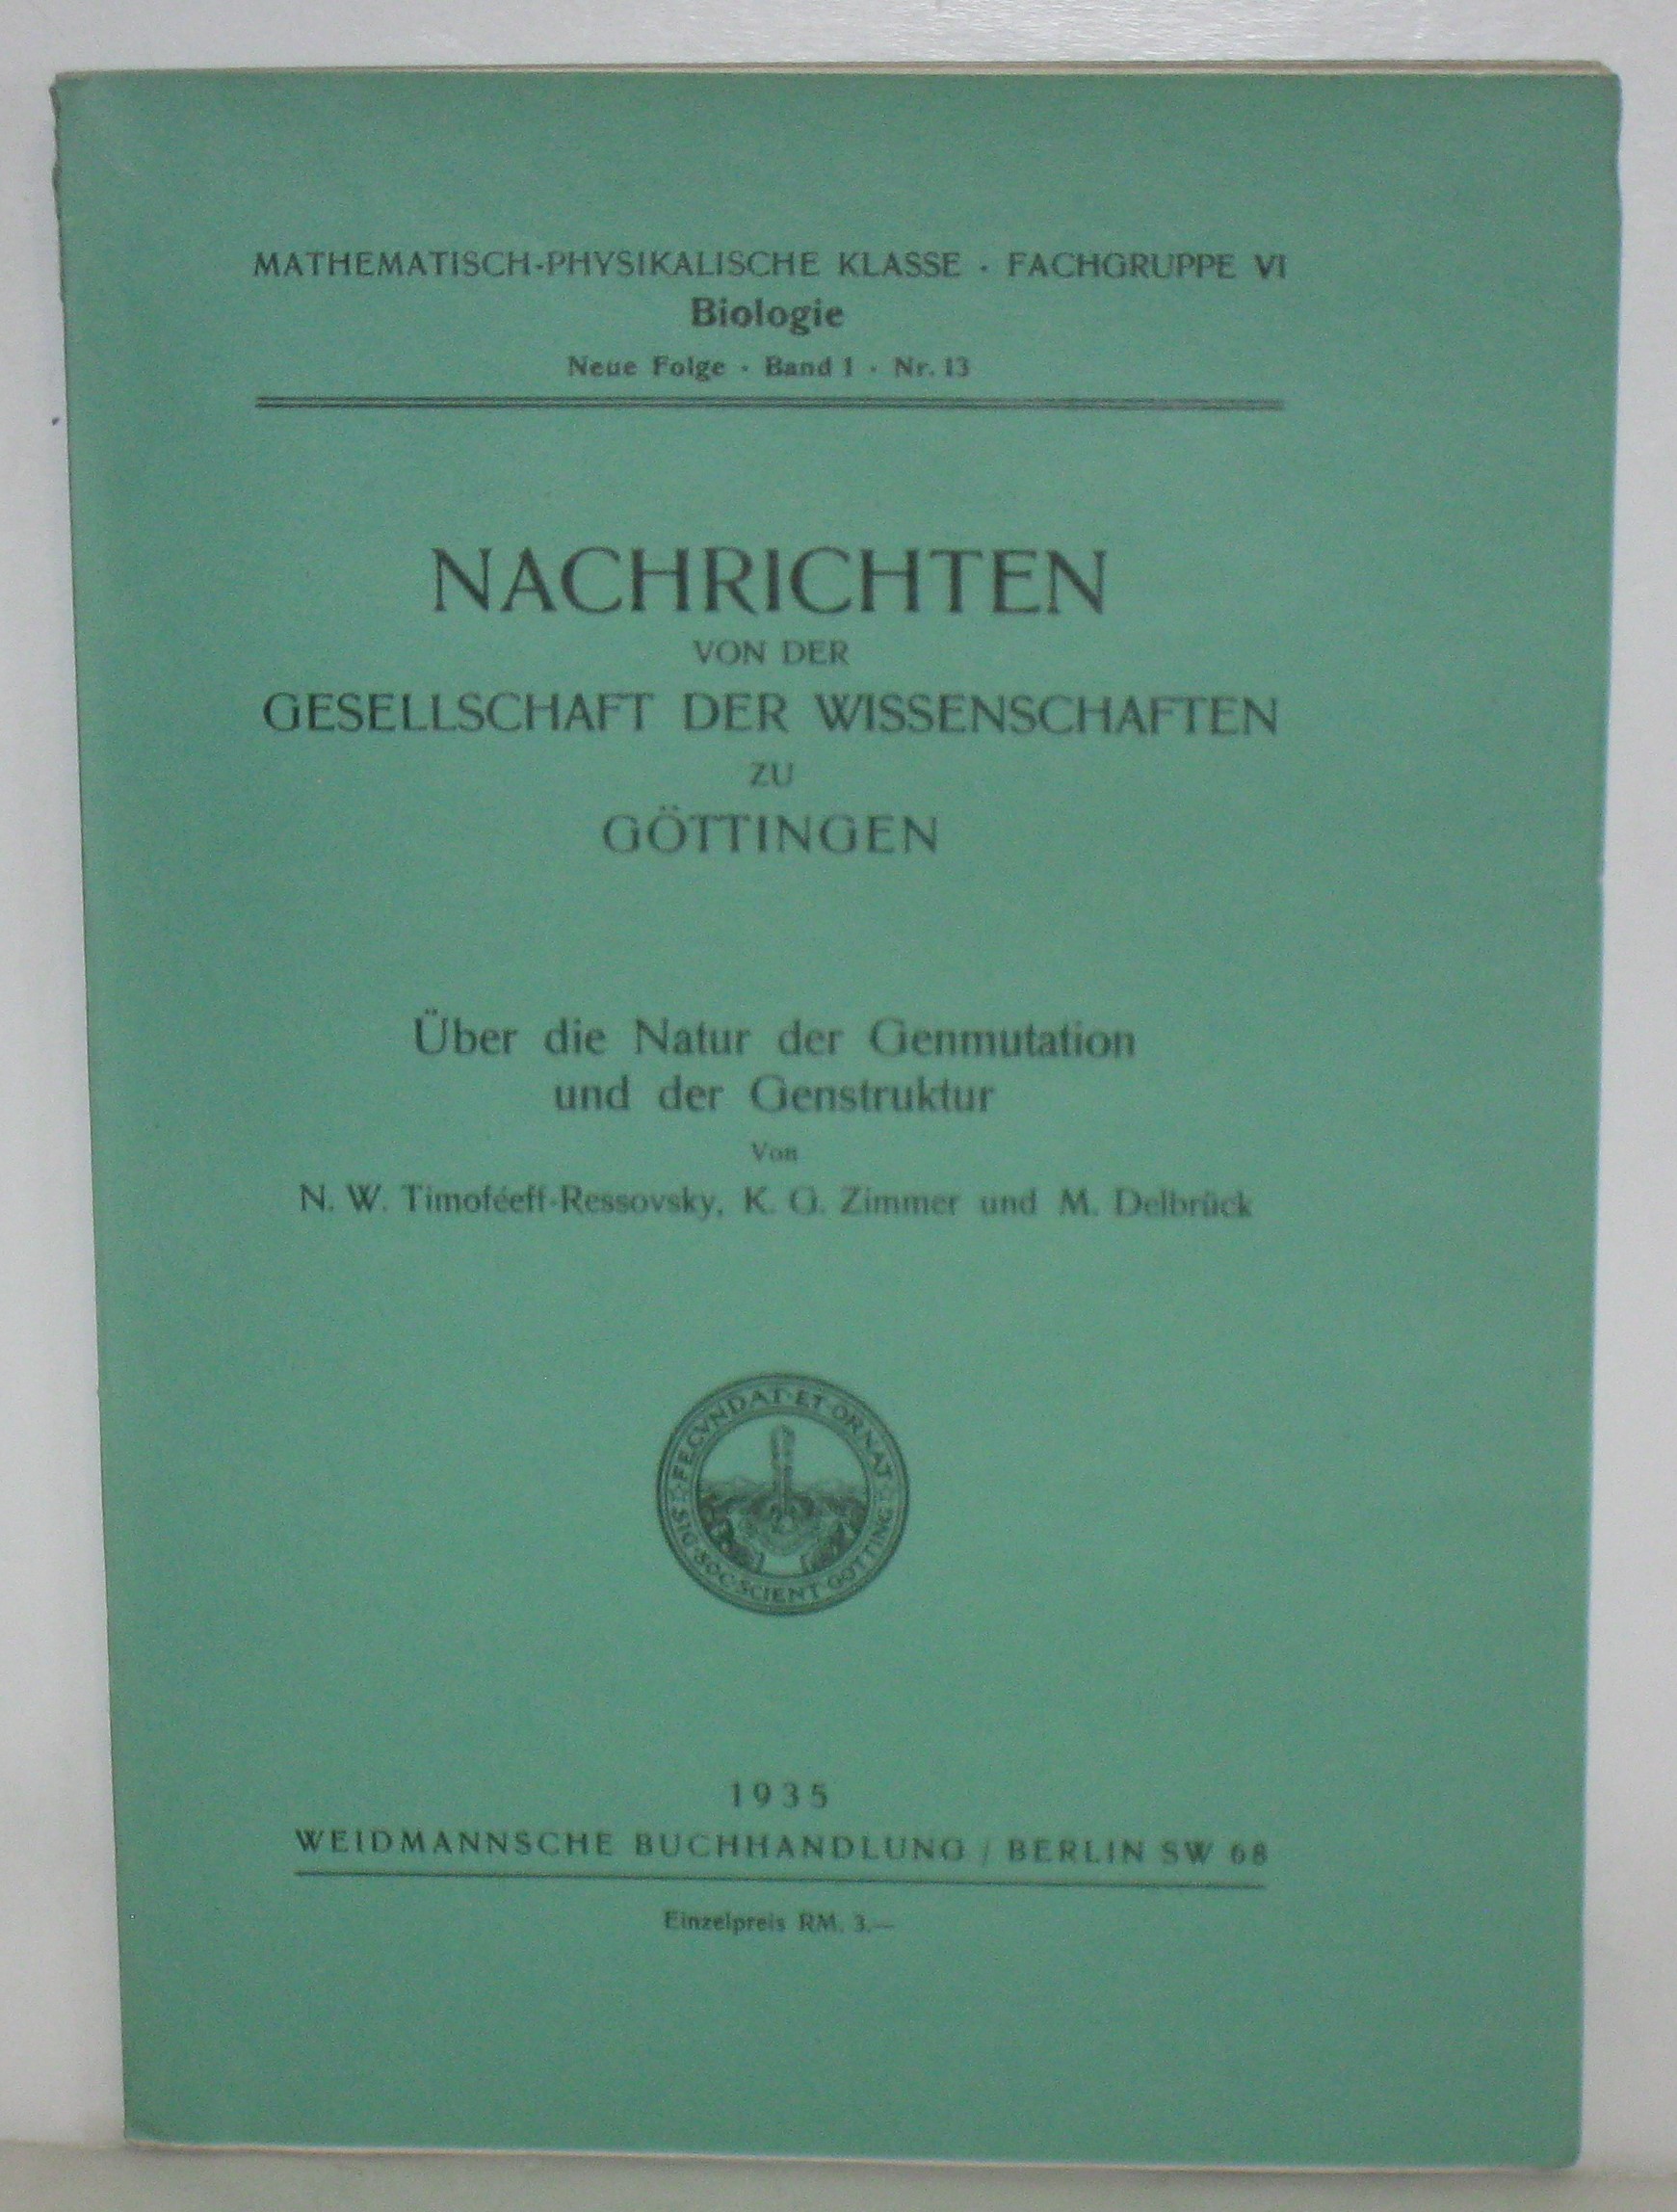 MATHEMATISCH-PHYSIKALISCHE KLASSE · FACHGRUPPE VI
Biologie
Neue Folge · Band 1 · Nr. 13
NACHRICHTEN
VON DER
GESELLSCHAFT DER WISSENSCHAFTEN
ZU
GÖTTINGEN
Über die Natur der Genmutation
und der Genstruktur
Von
N. W. Timoféeff-Ressovsky, K. G. Zimmer und M. Delbrück
FECVNDAT·ET·ORNAT
SIG·SOC·SCIENT·GOTTING
1935
WEIDMANNSCHE BUCHHANDLUNG / BERLIN SW 68
Einzelpreis RM. 3.—